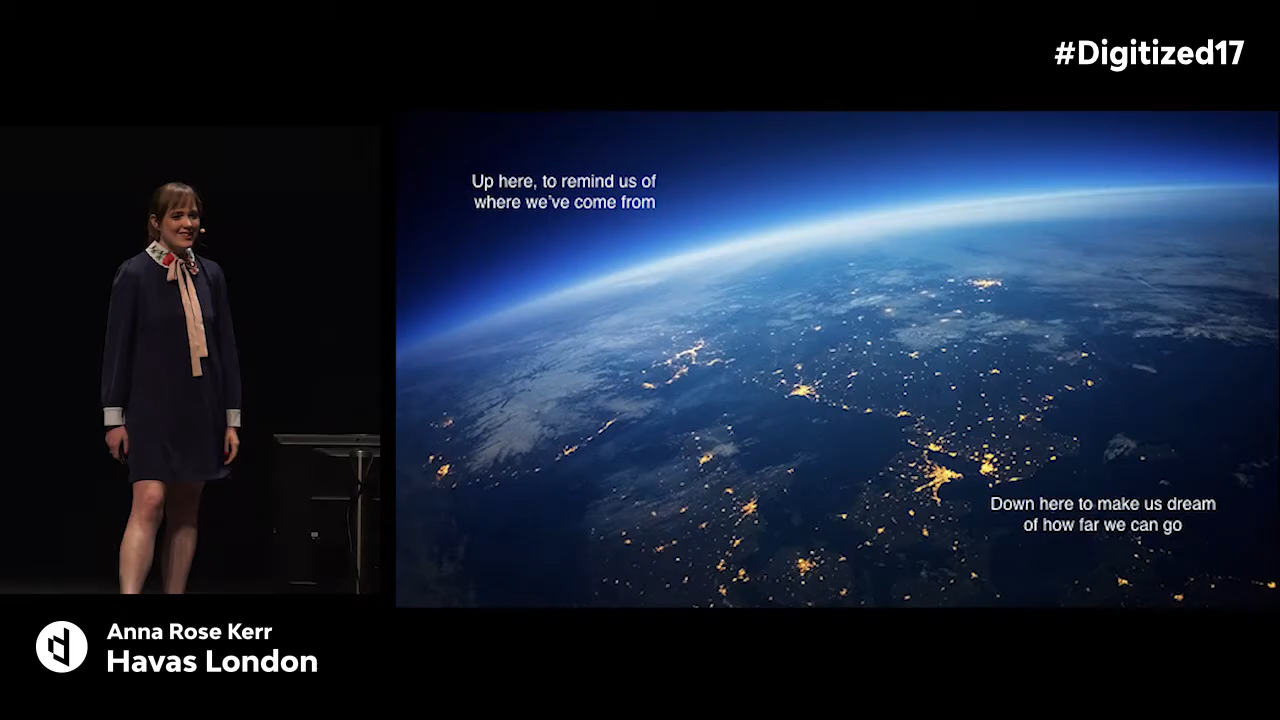 #Digitized17
Up here, to remind us of
where we've come from
Down here to make us dream
of how far we can go
Anna Rose Kerr
Havas London